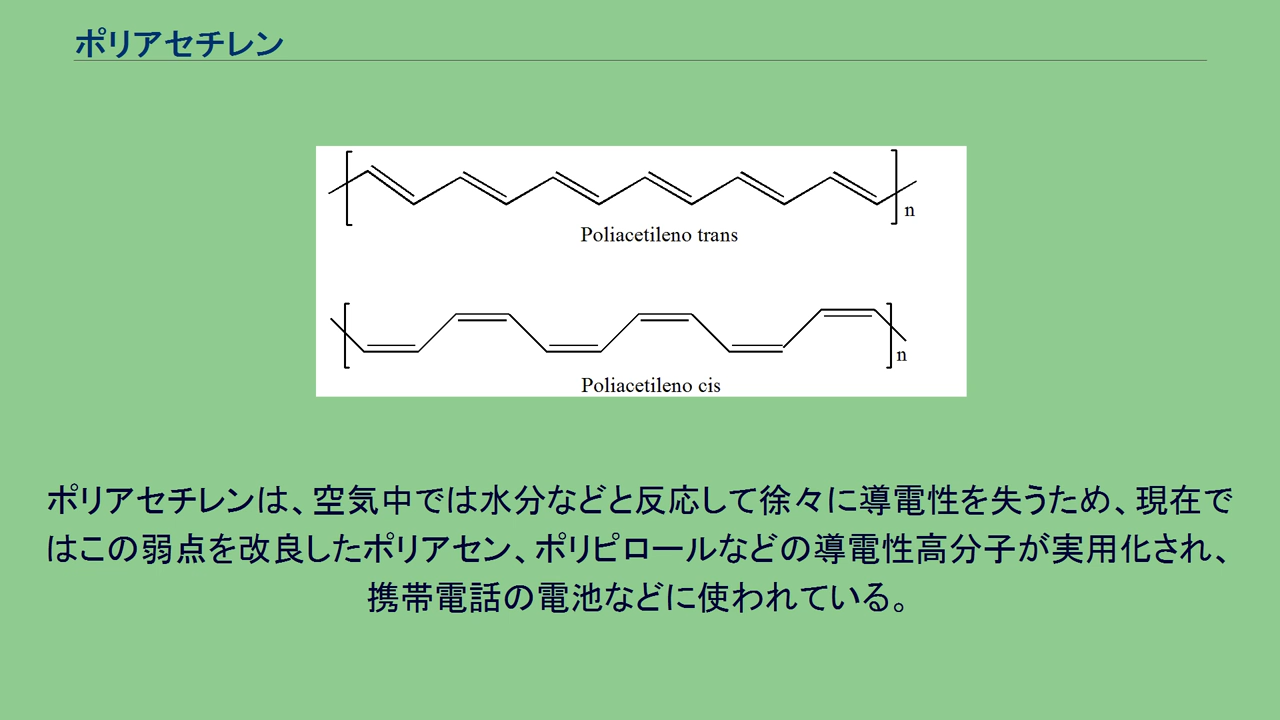 ポリアセチレン
n
Poliacetileno trans
n
Poliacetileno cis
ポリアセチレンは、空気中では水分などと反応して徐々に導電性を失うため、現在で
はこの弱点を改良したポリアセン、ポリピロールなどの導電性高分子が実用化され、
携帯電話の電池などに使われている。